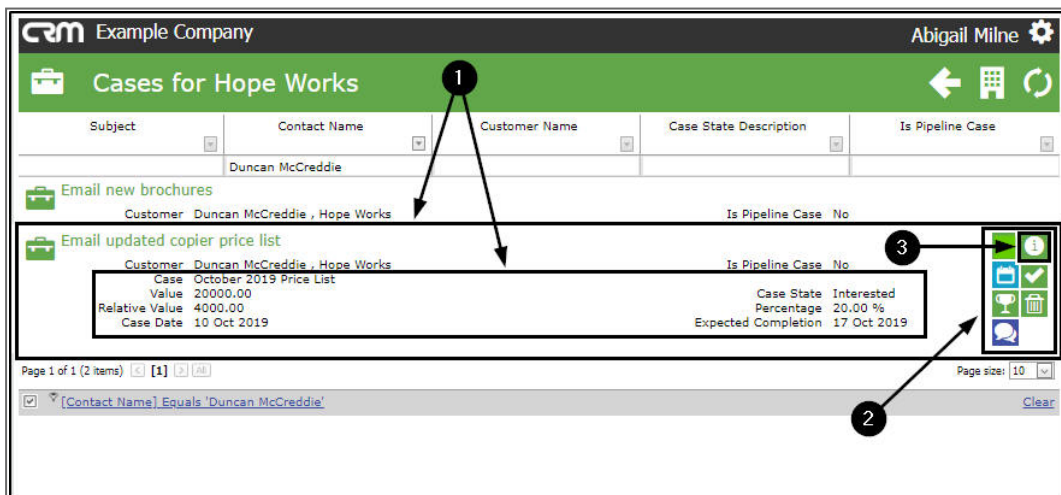 CRM Example Company Abigail Milne
Cases for Hope Works
1
Subject Contact Name Customer Name Case State Description Is Pipeline Case
Duncan McCreddie
Email new brochures
Customer Duncan McCreddie , Hope Works Is Pipeline Case No
Email updated copier price list
3
Customer Duncan McCreddie , Hope Works Is Pipeline Case No
Case October 2019 Price List
Value 20000.00 Case State Interested
Relative Value 4000.00 Percentage 20.00 %
Case Date 10 Oct 2019 Expected Completion 17 Oct 2019
Page 1 of 1 (2 items) [1] All Page size: 10
[Contact Name] Equals 'Duncan McCreddie' Clear
2